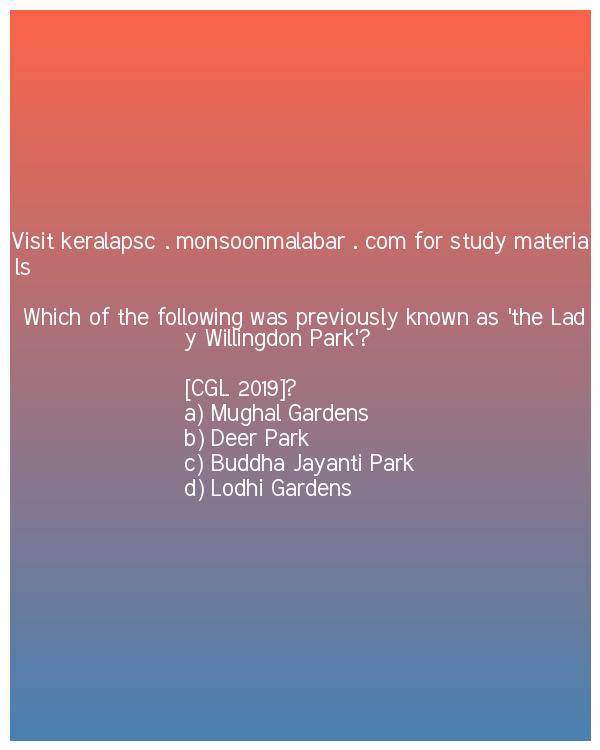 Visit keralapsc . monsoonmalabar . com for study materia
ls
Which of the following was previously known as 'the Lad
y Willingdon Park'?
[CGL 2019]?
a) Mughal Gardens
b) Deer Park
c) Buddha Jayanti Park
d) Lodhi Gardens